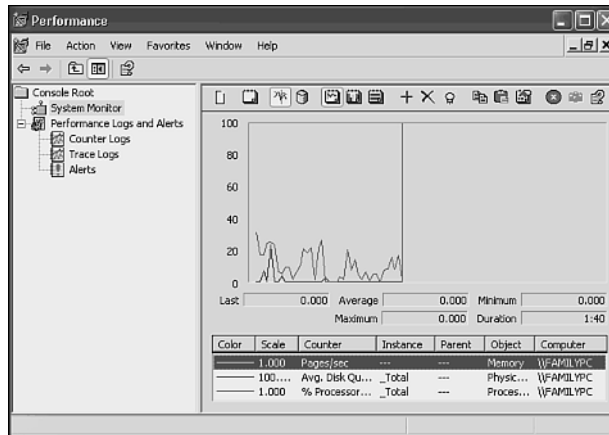 Performance
File Action View Favorites Window Help
Console Root
System Monitor
Performance Logs and Alerts
Counter Logs
Trace Logs
Alerts
100
80
60
40
20
0
Last 0.000 Average 0.000 Minimum 0.000
Maximum 0.000 Duration 1:40
Color Scale Counter Instance Parent Object Computer
1.000 Pages/sec --- --- Memory \\FAMILYPC
100.... Avg. Disk Qu... _Total --- Physic... \\FAMILYPC
1.000 % Processor... _Total --- Proces... \\FAMILYPC